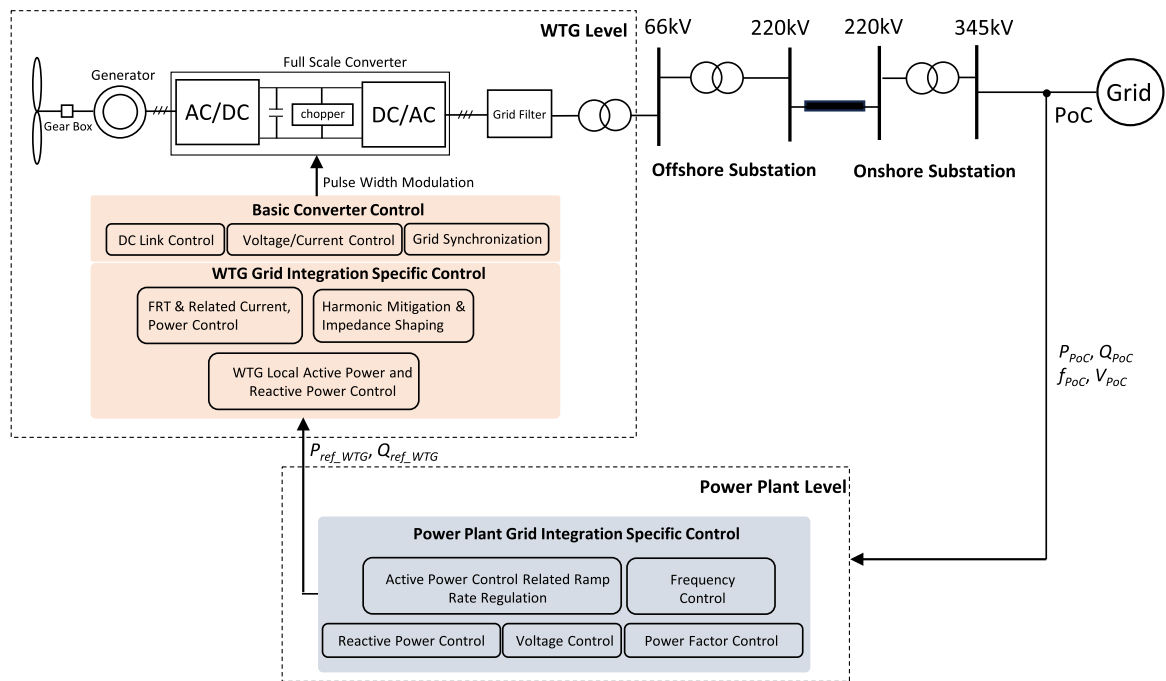 WTG Level
66kV
220kV
220kV
345kV
Full Scale Converter
Generator
Gear Box
AC/DC
chopper
DC/AC
Grid Filter
Grid
PoC
Offshore Substation
Onshore Substation
Pulse Width Modulation
Basic Converter Control
DC Link Control
Voltage/Current Control
Grid Synchronization
WTG Grid Integration Specific Control
FRT & Related Current,
Power Control
Harmonic Mitigation &
Impedance Shaping
WTG Local Active Power and
Reactive Power Control
P_PoC, Q_PoC
f_PoC, V_PoC
P_ref_WTG, Q_ref_WTG
Power Plant Level
Power Plant Grid Integration Specific Control
Active Power Control Related Ramp
Rate Regulation
Frequency
Control
Reactive Power Control
Voltage Control
Power Factor Control